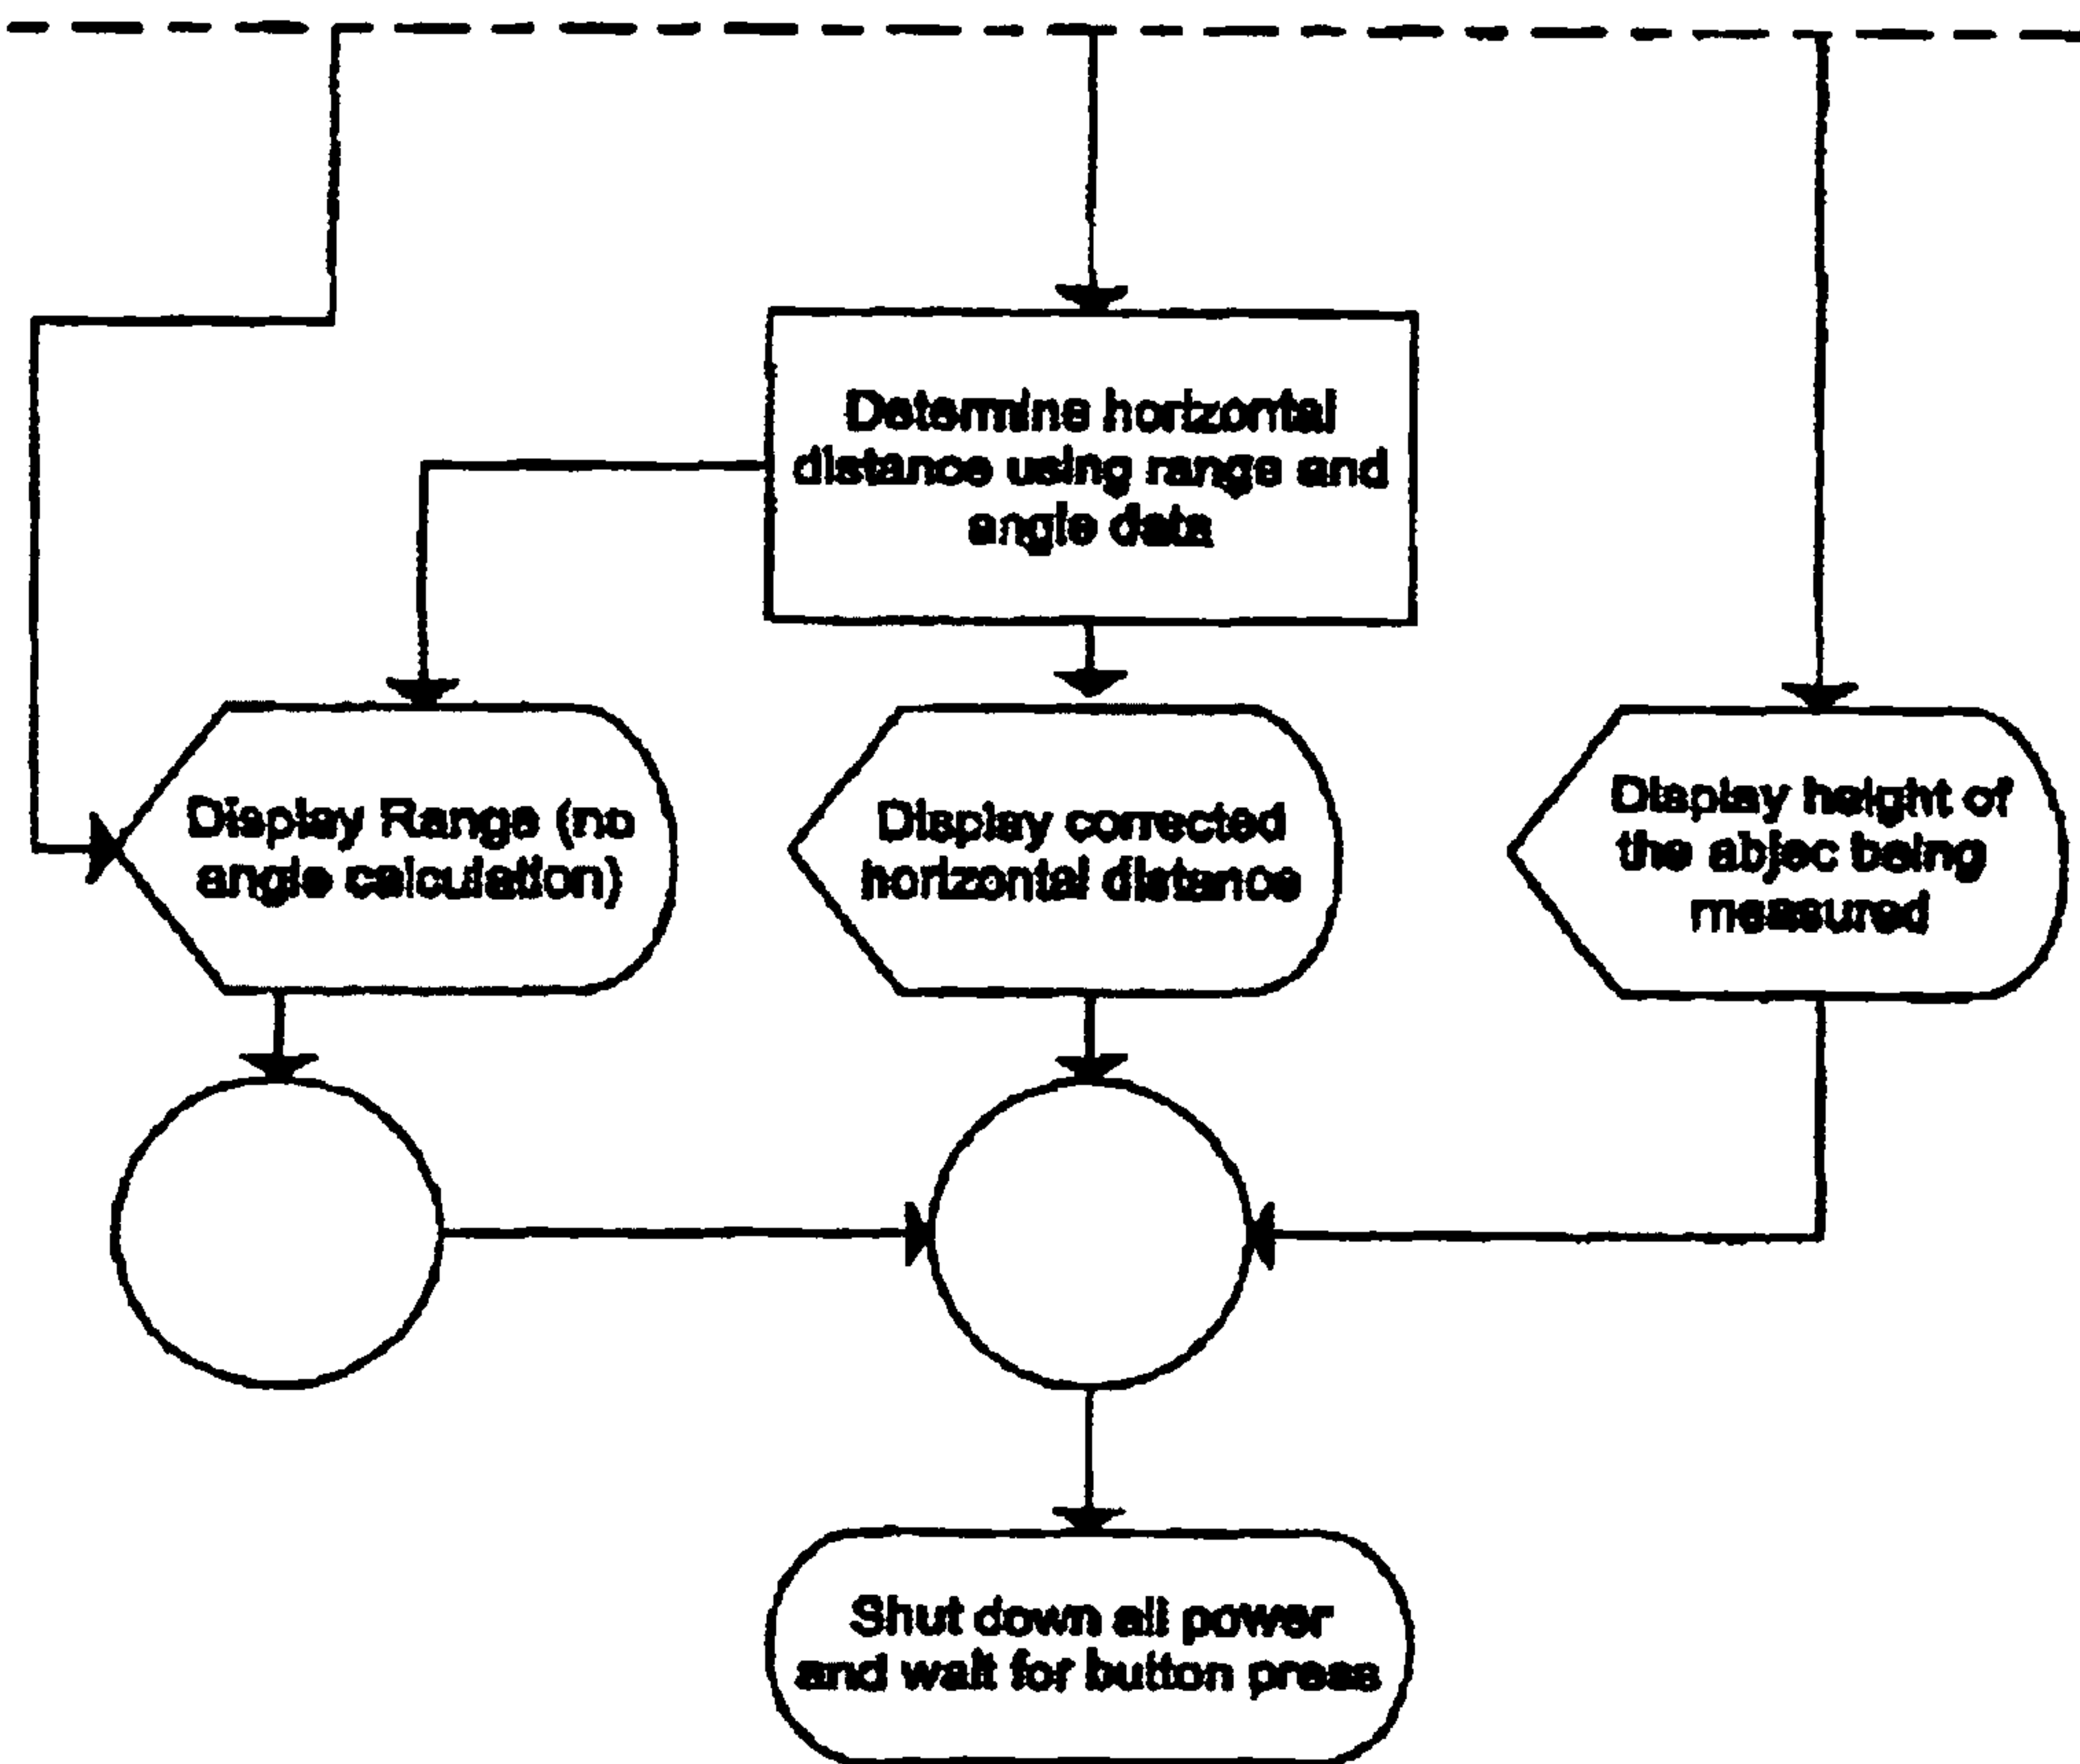 Determine horizontal
distance using range and
angle data
Display Range (no
angle calculation)
Display corrected
horizontal distance
Display height of
the abjec being
measured
Shut down all power
and wait for button press